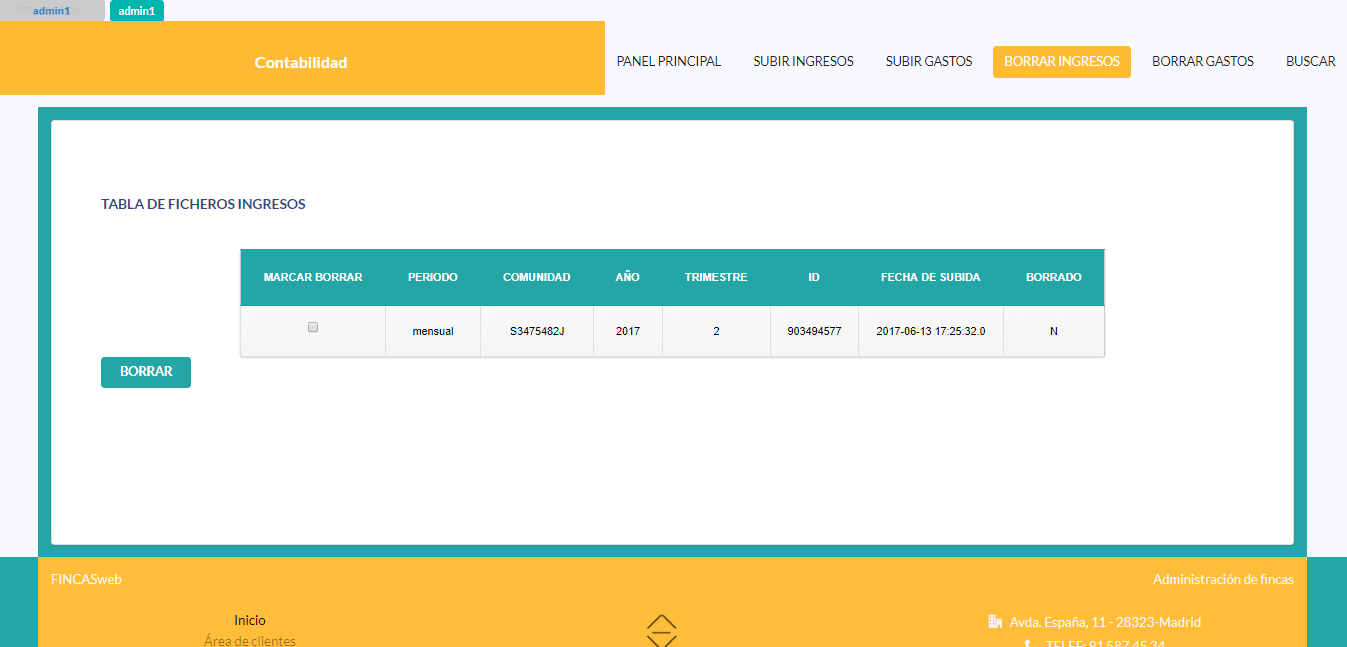 admin1 admin1
Contabilidad
PANEL PRINCIPAL SUBIR INGRESOS SUBIR GASTOS BORRAR INGRESOS BORRAR GASTOS BUSCAR
TABLA DE FICHEROS INGRESOS
MARCAR BORRAR PERIODO COMUNIDAD AÑO TRIMESTRE ID FECHA DE SUBIDA BORRADO
mensual S3475482J 2017 2 903494577 2017-06-13 17:25:32.0 N
BORRAR
FINCASweb Administración de fincas
Inicio
Avda. España, 11 - 28323-Madrid
Área de clientes
TELEF: 91 587 45 34